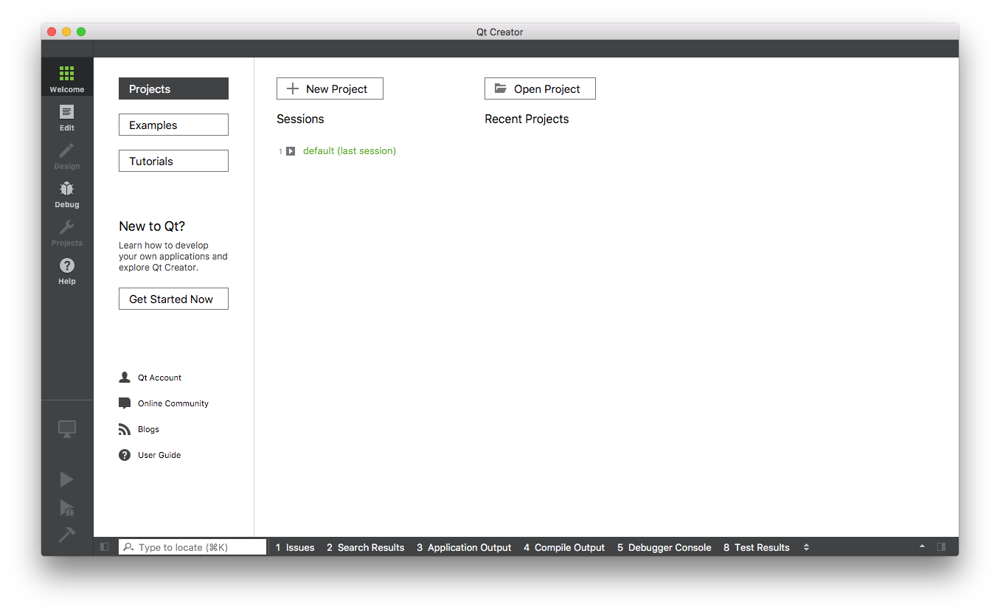 Qt Creator
Welcome
Edit
Design
Debug
Projects
Help
Projects
Examples
Tutorials
New to Qt?
Learn how to develop
your own applications and
explore Qt Creator.
Get Started Now
Qt Account
Online Community
Blogs
User Guide
New Project
Open Project
Sessions
Recent Projects
1 default (last session)
Type to locate (⌘K)
1 Issues 2 Search Results 3 Application Output 4 Compile Output 5 Debugger Console 8 Test Results